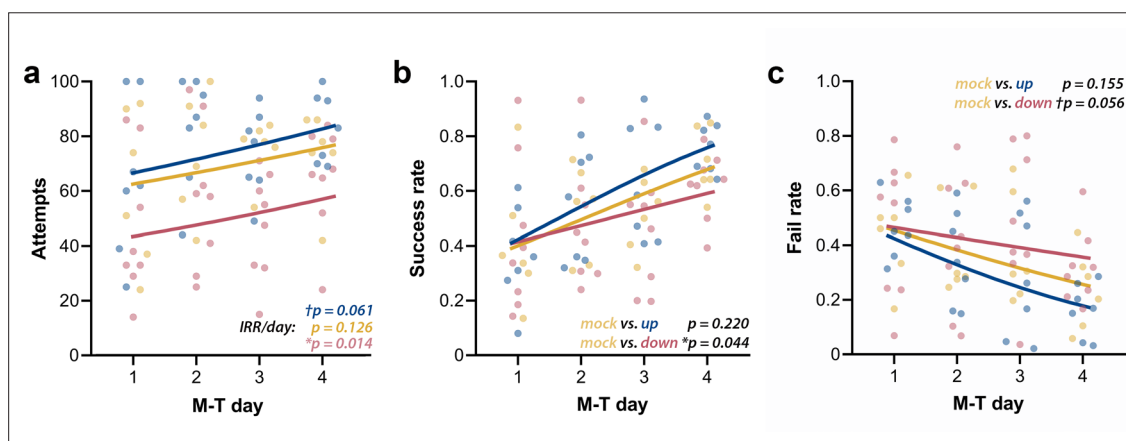 a
100
80
60
40
20
0
Attempts
†p = 0.061
IRR/day: p = 0.126
*p = 0.014
1 2 3 4
M-T day
b
1.0
0.8
0.6
0.4
0.2
0
Success rate
mock vs. up p = 0.220
mock vs. down *p = 0.044
1 2 3 4
M-T day
c
1.0
0.8
0.6
0.4
0.2
0
Fail rate
mock vs. up p = 0.155
mock vs. down †p = 0.056
1 2 3 4
M-T day